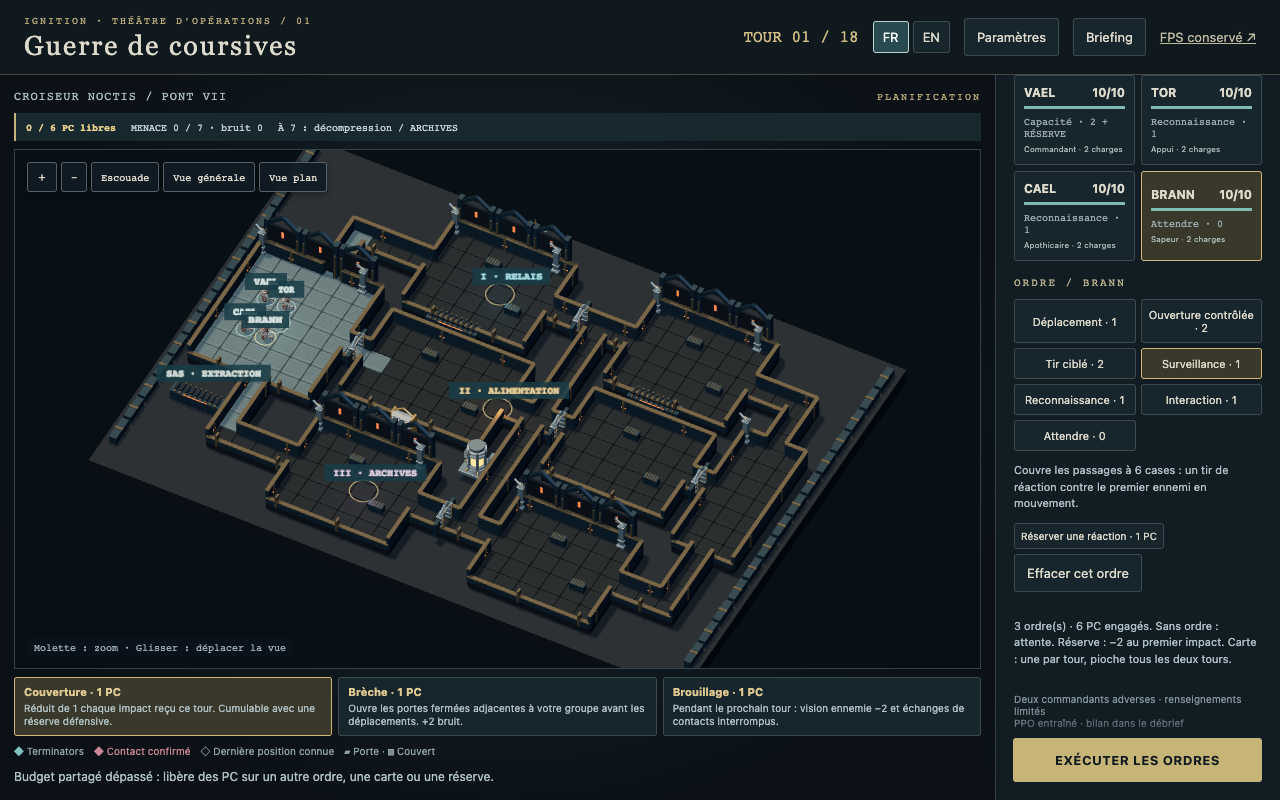 IGNITION · THÉÂTRE D'OPÉRATIONS / 01
Guerre de coursives
TOUR 01 / 18
FR
EN
Paramètres
Briefing
FPS conservé ↗
CROISEUR NOCTIS / PONT VII
PLANIFICATION
0 / 6 PC libres
MENACE 0 / 7 · bruit 0
À 7 : décompression / ARCHIVES
+
−
Escouade
Vue générale
Vue plan
TOR
BRANN
SAS · EXTRACTION
I · RELAIS
II · ALIMENTATION
III · ARCHIVES
Molette : zoom · Glisser : déplacer la vue
Couverture · 1 PC
Réduit de 1 chaque impact reçu ce tour. Cumulable avec une
réserve défensive.
Brèche · 1 PC
Ouvre les portes fermées adjacentes à votre groupe avant les
déplacements. +2 bruit.
Brouillage · 1 PC
Pendant le prochain tour : vision ennemie −2 et échanges de
contacts interrompus.
Terminators
Contact confirmé
Dernière position connue
Porte · Couvert
Budget partagé dépassé : libère des PC sur un autre ordre, une carte ou une réserve.
VAEL 10/10
Capacité · 2 +
RÉSERVE
Commandant · 2 charges
TOR 10/10
Reconnaissance ·
1
Appui · 2 charges
CAEL 10/10
Reconnaissance ·
1
Apothicaire · 2 charges
BRANN 10/10
Attendre · 0
Sapeur · 2 charges
ORDRE / BRANN
Déplacement · 1
Ouverture contrôlée
· 2
Tir ciblé · 2
Surveillance · 1
Reconnaissance · 1
Interaction · 1
Attendre · 0
Couvre les passages à 6 cases : un tir de
réaction contre le premier ennemi en
mouvement.
Réserver une réaction · 1 PC
Effacer cet ordre
3 ordre(s) · 6 PC engagés. Sans ordre :
attente. Réserve : −2 au premier impact. Carte
: une par tour, pioche tous les deux tours.
Deux commandants adverses · renseignements
limités
PPO entraîné · bilan dans le débrief
EXÉCUTER LES ORDRES